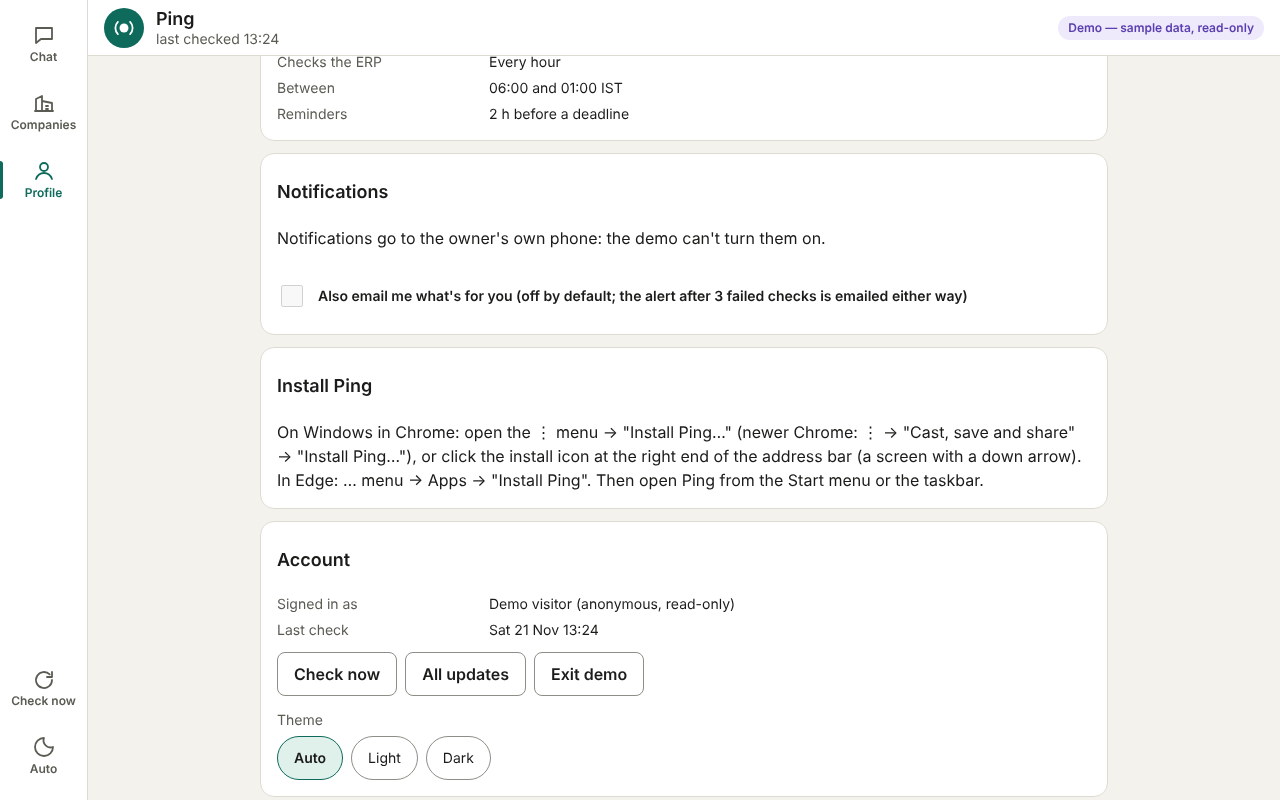 Chat
Companies
Profile
Check now
Auto
Ping
last checked 13:24
Demo — sample data, read-only
Checks the ERP Every hour
Between 06:00 and 01:00 IST
Reminders 2 h before a deadline
Notifications
Notifications go to the owner's own phone: the demo can't turn them on.
Also email me what's for you (off by default; the alert after 3 failed checks is emailed either way)
Install Ping
On Windows in Chrome: open the ⋮ menu → "Install Ping…" (newer Chrome: ⋮ → "Cast, save and share"
→ "Install Ping…"), or click the install icon at the right end of the address bar (a screen with a down arrow).
In Edge: … menu → Apps → "Install Ping". Then open Ping from the Start menu or the taskbar.
Account
Signed in as Demo visitor (anonymous, read-only)
Last check Sat 21 Nov 13:24
Check now All updates Exit demo
Theme
Auto Light Dark